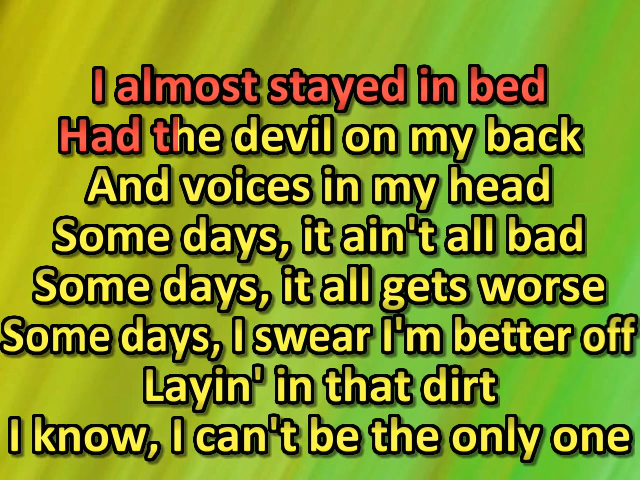 I almost stayed in bed
Had the devil on my back
And voices in my head
Some days, it ain't all bad
Some days, it all gets worse
Some days, I swear I'm better off
Layin' in that dirt
I know, I can't be the only one